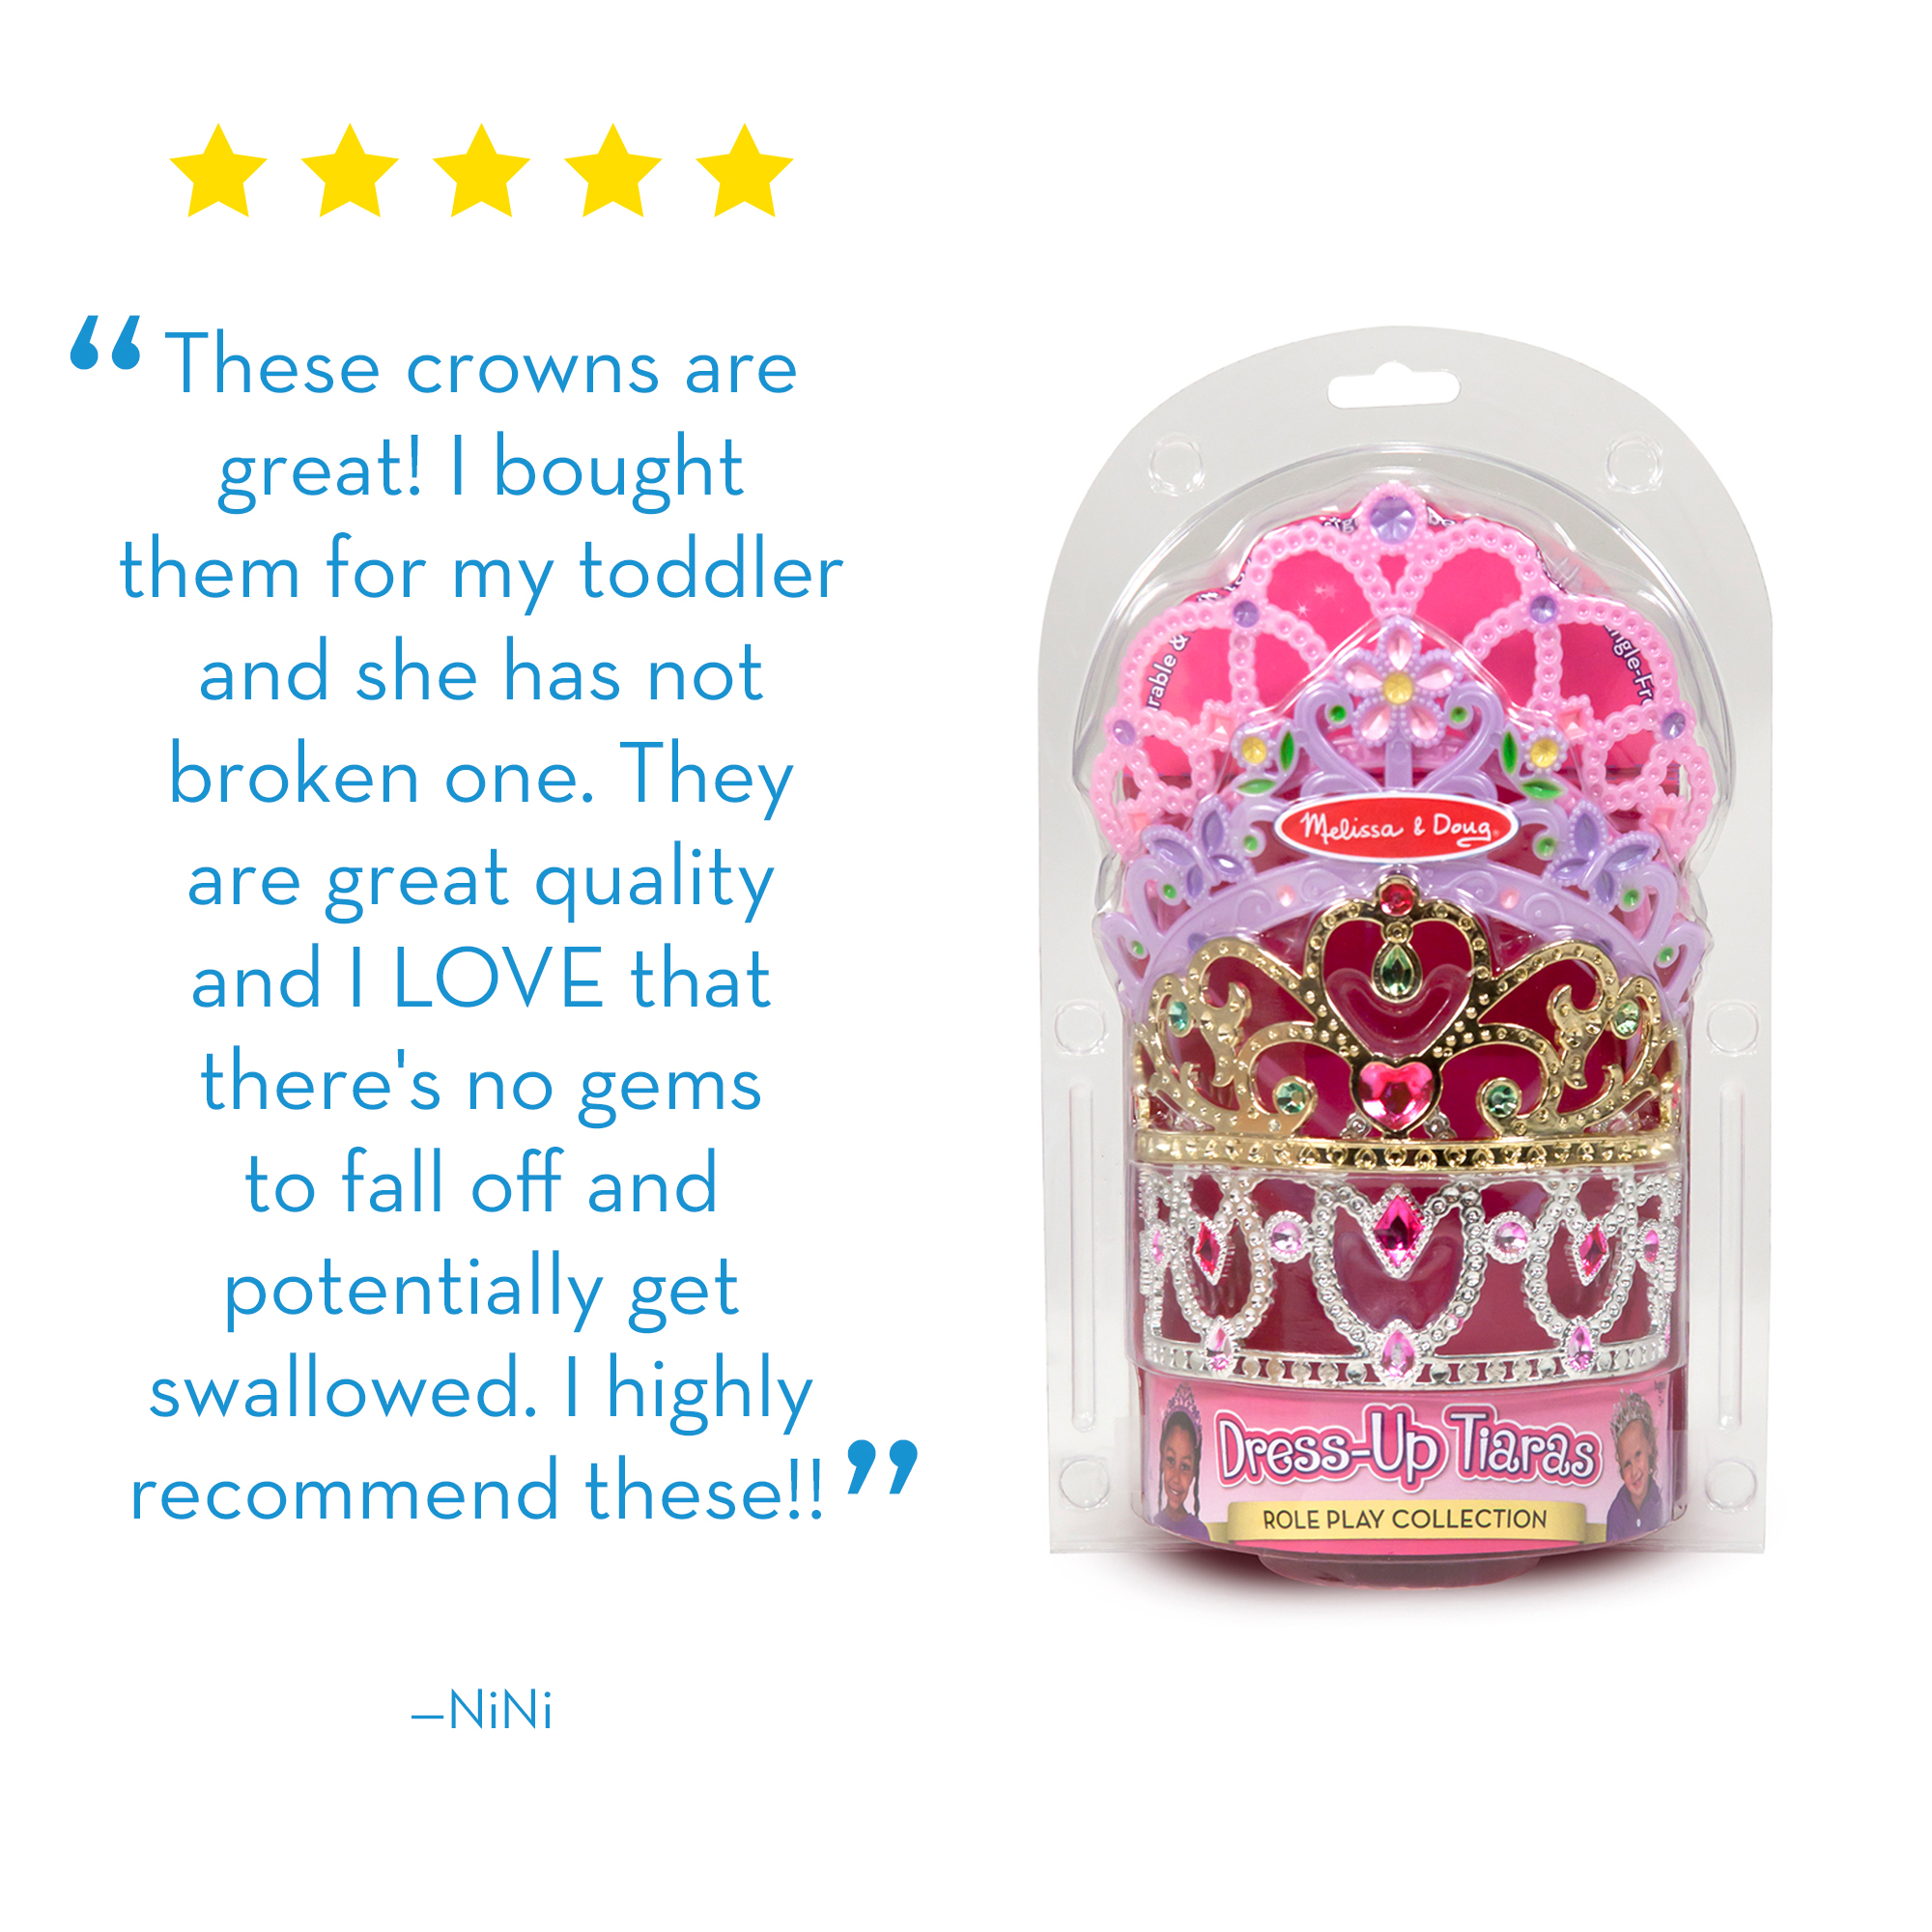 “These crowns are
great! I bought
them for my toddler
and she has not
broken one. They
are great quality
and I LOVE that
there's no gems
to fall off and
potentially get
swallowed. I highly
recommend these!!”
–NiNi
Melissa & Doug
Dress-Up Tiaras
ROLE PLAY COLLECTION